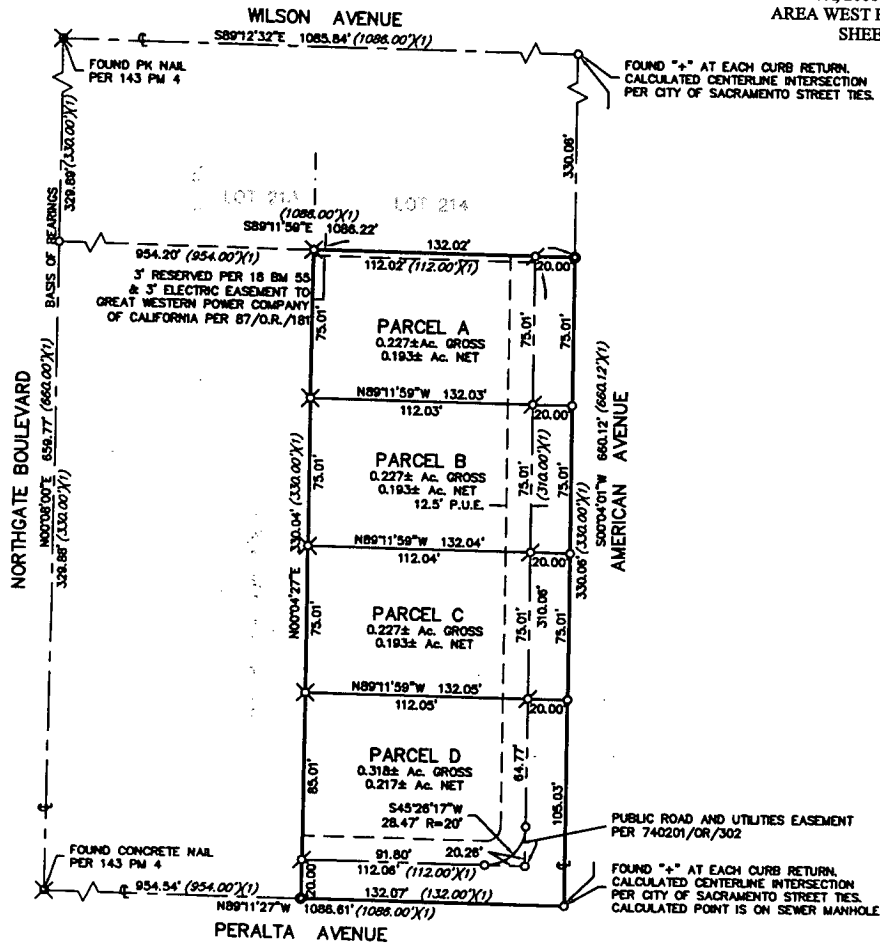 AREA WEST
SHEE
WILSON AVENUE
S89°12'32"E 1085.84' (1086.00')(1)
FOUND PK NAIL
PER 143 PM 4
FOUND "+" AT EACH CURB RETURN.
CALCULATED CENTERLINE INTERSECTION
PER CITY OF SACRAMENTO STREET TIES.
329.89' (330.00')(1)
330.06'
LOT 213
LOT 214
(1086.00')(1)
S89°11'59"E 1086.22'
954.20' (954.00')(1)
132.02'
112.02' (112.00')(1)
20.00'
3' RESERVED PER 18 BM 55
& 3' ELECTRIC EASEMENT TO
GREAT WESTERN POWER COMPANY
OF CALIFORNIA PER 87/O.R./181
BASIS OF BEARINGS
NORTHGATE BOULEVARD
N00°08'00"E 659.77' (660.00')(1)
329.88' (330.00')(1)
75.01'
PARCEL A
0.227± Ac. GROSS
0.193± Ac. NET
75.01'
75.01'
N89°11'59"W 132.03'
112.03'
20.00'
N00°04'27"E 330.04' (330.00')(1)
75.01'
PARCEL B
0.227± Ac. GROSS
0.193± Ac. NET
12.5' P.U.E.
75.01'
(310.00')(1)
75.01'
S00°04'01"W 660.12' (660.12')(1)
AMERICAN AVENUE
330.06' (330.00')(1)
N89°11'59"W 132.04'
112.04'
20.00'
75.01'
PARCEL C
0.227± Ac. GROSS
0.193± Ac. NET
75.01'
310.06'
75.01'
N89°11'59"W 132.05'
112.05'
20.00'
85.01'
PARCEL D
0.318± Ac. GROSS
0.217± Ac. NET
64.77'
105.03'
S45°26'17"W
28.47' R=20'
PUBLIC ROAD AND UTILITIES EASEMENT
PER 740201/OR/302
91.80'
20.26'
112.06' (112.00')(1)
20.00'
FOUND CONCRETE NAIL
PER 143 PM 4
FOUND "+" AT EACH CURB RETURN.
CALCULATED CENTERLINE INTERSECTION
PER CITY OF SACRAMENTO STREET TIES.
CALCULATED POINT IS ON SEWER MANHOLE
954.54' (954.00')(1)
132.07' (132.00')(1)
N89°11'27"W 1086.61' (1086.00')(1)
PERALTA AVENUE